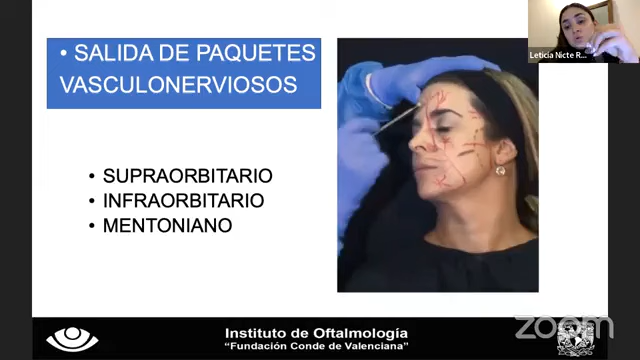 • SALIDA DE PAQUETES
VASCULONERVIOSOS
• SUPRAORBITARIO
• INFRAORBITARIO
• MENTONIANO
Leticia Nicte R...
Instituto de Oftalmología
“Fundación Conde de Valenciana”
zoom